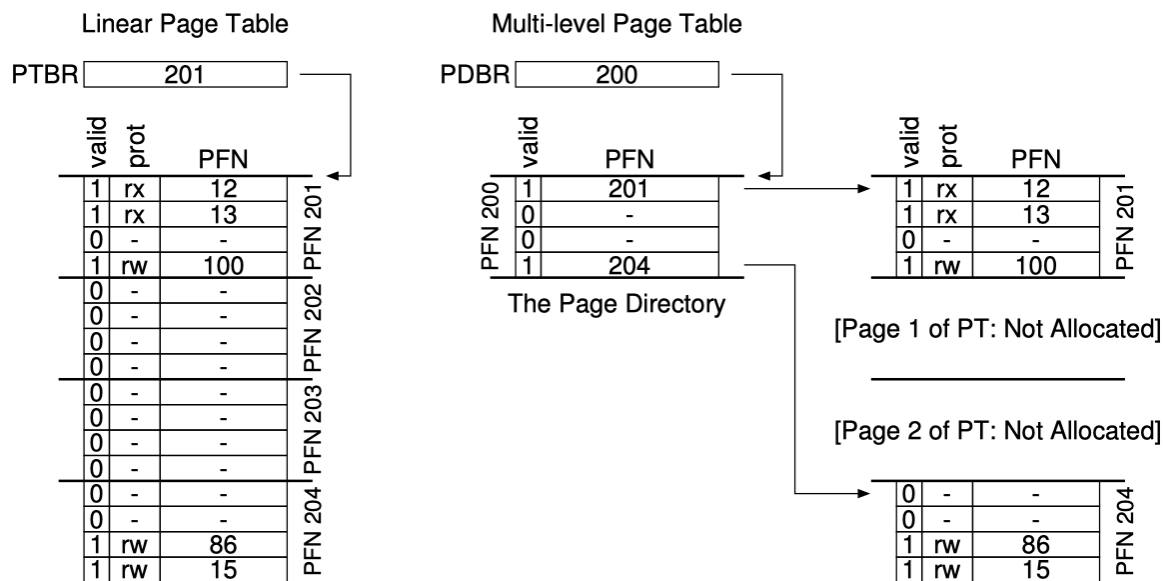 Linear Page Table
PTBR 201
valid prot PFN
1 rx 12
1 rx 13
0 - -
1 rw 100
PFN 201
0 - -
0 - -
0 - -
0 - -
PFN 202
0 - -
0 - -
0 - -
0 - -
PFN 203
0 - -
0 - -
1 rw 86
1 rw 15
PFN 204
Multi-level Page Table
PDBR 200
valid PFN
PFN 200
1 201
0 -
0 -
1 204
The Page Directory
valid prot PFN
1 rx 12
1 rx 13
0 - -
1 rw 100
PFN 201
[Page 1 of PT: Not Allocated]
[Page 2 of PT: Not Allocated]
0 - -
0 - -
1 rw 86
1 rw 15
PFN 204